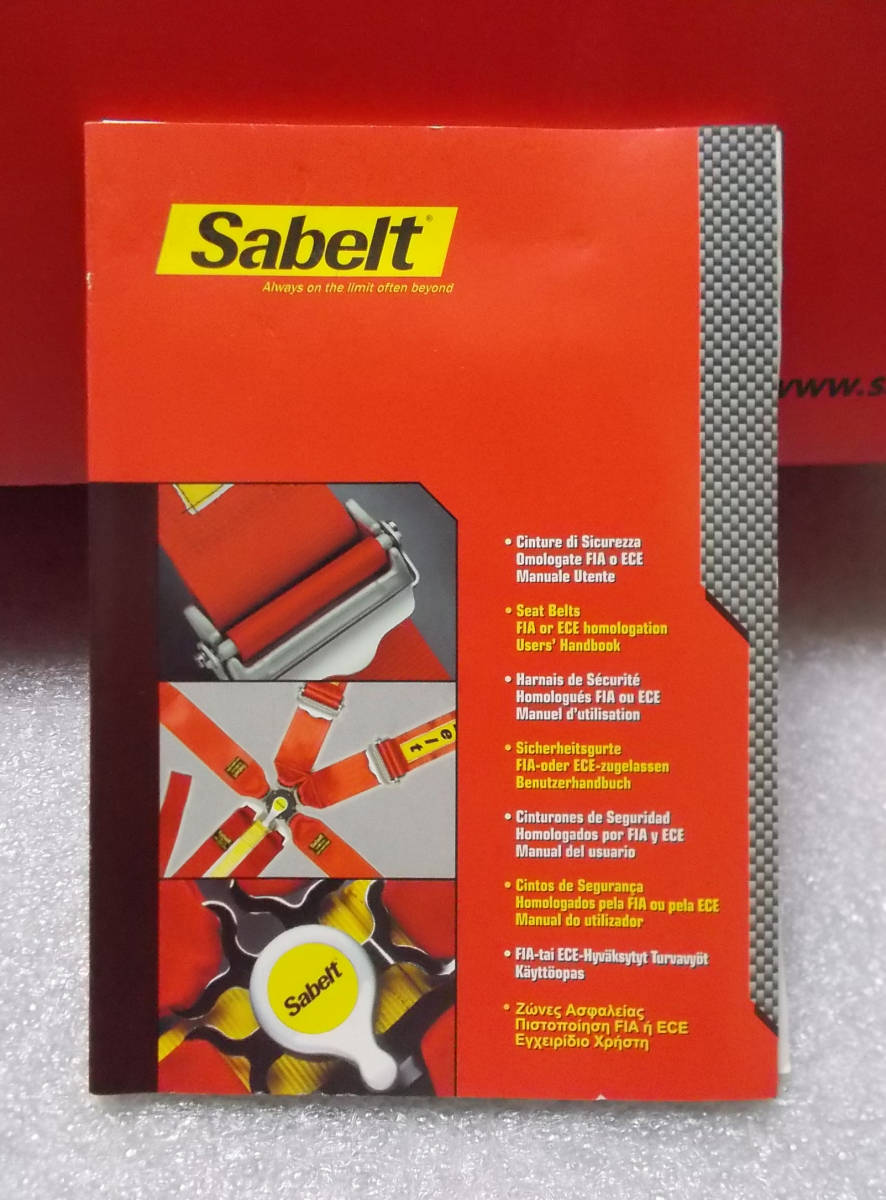 Sabelt®
Always on the limit often beyond
www.s
• Cinture di Sicurezza
Omologate FIA o ECE
Manuale Utente
• Seat Belts
FIA or ECE homologation
Users' Handbook
• Harnais de Sécurité
Homologués FIA ou ECE
Manuel d'utilisation
• Sicherheitsgurte
FIA-oder ECE-zugelassen
Benutzerhandbuch
• Cinturones de Seguridad
Homologados por FIA y ECE
Manual del usuario
• Cintos de Segurança
Homologados pela FIA ou pela ECE
Manual do utilizador
• FIA-tai ECE-Hyväksytyt Turvavyöt
Käyttöopas
• Ζώνες Ασφαλείας
Πιστοποίηση FIA ή ECE
Εγχειρίδιο Χρήστη
elt
Sabelt